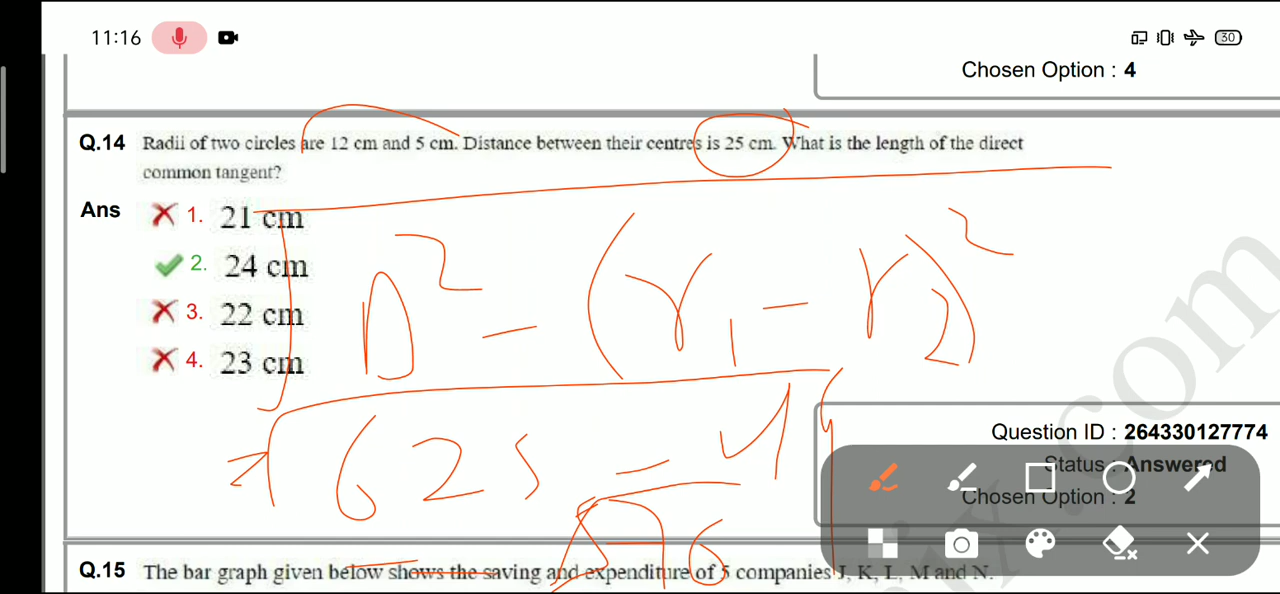 11:16 30
Chosen Option : 4
Q.14 Radii of two circles are 12 cm and 5 cm. Distance between their centres is 25 cm. What is the length of the direct
common tangent?
Ans 1. 21 cm
2. 24 cm
3. 22 cm
4. 23 cm
D² - (r₁ - r₂)²
625 - 49
576
Question ID : 264330127774
Status : Answered
Chosen Option : 2
Q.15 The bar graph given below shows the saving and expenditure of 5 companies J, K, L, M and N.